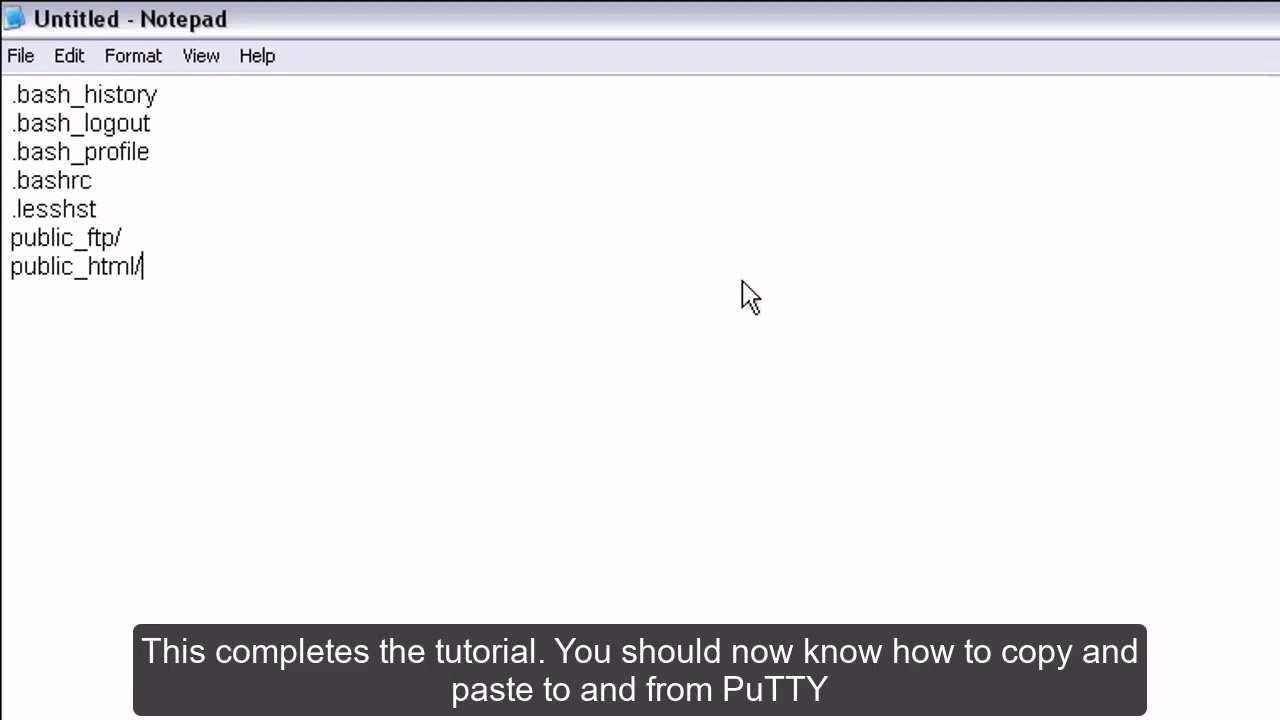 Untitled - Notepad
File Edit Format View Help
.bash_history
.bash_logout
.bash_profile
.bashrc
.lesshst
public_ftp/
public_html/
This completes the tutorial. You should now know how to copy and
paste to and from PuTTY